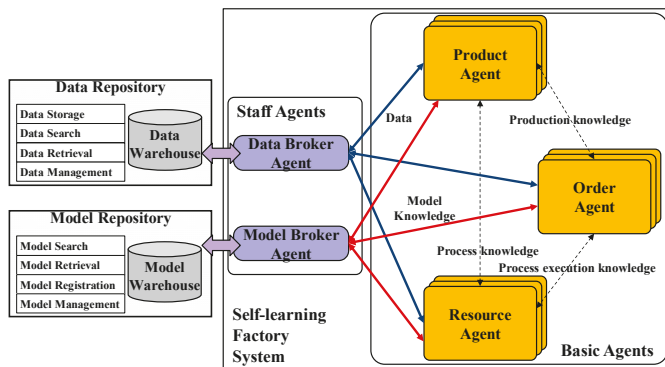 Data Repository
Data Storage
Data Search
Data Retrieval
Data Management
Data
Warehouse
Model Repository
Model Search
Model Retrieval
Model Registration
Model Management
Model
Warehouse
Staff Agents
Data Broker
Agent
Model Broker
Agent
Self-learning
Factory
System
Data
Model
Knowledge
Product
Agent
Production knowledge
Order
Agent
Process knowledge
Process execution knowledge
Resource
Agent
Basic Agents